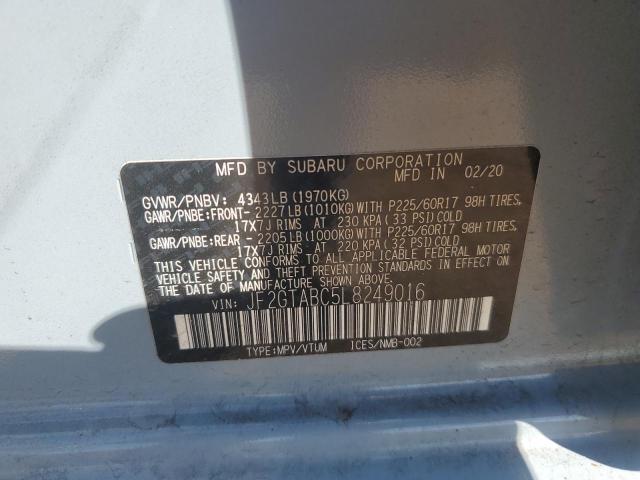 MFD BY SUBARU CORPORATION
MFD IN 02/20
GVWR/PNBV: 4343LB(1970KG)
GAWR/PNBE:FRONT- 2227LB(1010KG)WITH P225/60R17 98H TIRES,
17X7J RIMS AT 230 KPA(33 PSI)COLD
GAWR/PNBE:REAR - 2205LB(1000KG)WITH P225/60R17 98H TIRES,
17X7J RIMS AT 220 KPA(32 PSI)COLD
THIS VEHICLE CONFORMS TO ALL APPLICABLE FEDERAL MOTOR
VEHICLE SAFETY AND THEFT PREVENTION STANDARDS IN EFFECT
ON THE DATE OF MANUFACTURE SHOWN ABOVE.
VIN: JF2GTABC5L8249016
TYPE:MPV/VTUM ICES/NMB-002